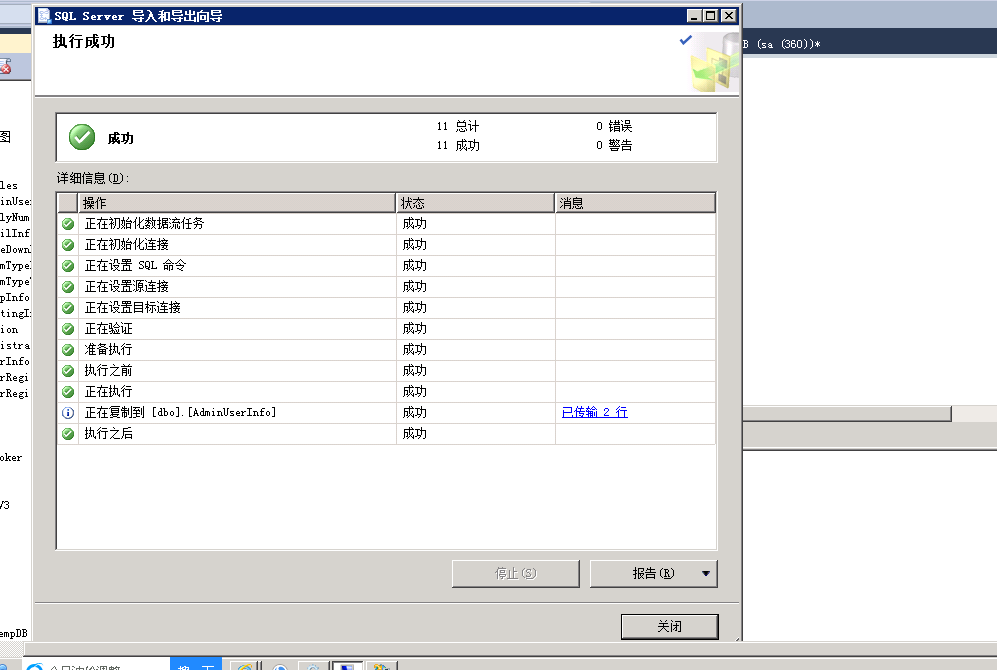 SQL Server 导入和导出向导
执行成功
B (sa (360))*
成功
11 总计
0 错误
11 成功
0 警告
详细信息(D):
操作 状态 消息
正在初始化数据流任务 成功
正在初始化连接 成功
正在设置 SQL 命令 成功
正在设置源连接 成功
正在设置目标连接 成功
正在验证 成功
准备执行 成功
执行之前 成功
正在执行 成功
正在复制到 [dbo].[AdminUserInfo] 成功 已传输 2 行
执行之后 成功
停止(S)
报告(R)
关闭
图
les
inUse
lyNum
ilInf
eDown
mType
mType
pInfo
tingI
ion
istra
rInfo
rRegi
rRegi
oker
V3
empDB